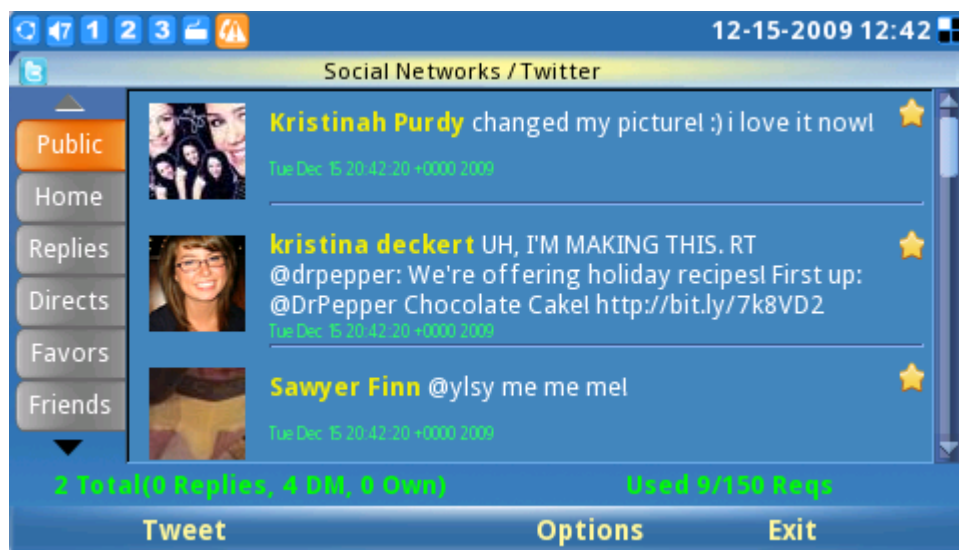 7 1 2 3 12-15-2009 12:42
Social Networks / Twitter
Public
Home
Replies
Directs
Favors
Friends
Kristinah Purdy changed my picture! :) i love it now!
Tue Dec 15 20:42:20 +0000 2009
kristina deckert UH, I'M MAKING THIS. RT
@drpepper: We're offering holiday recipes! First up:
@DrPepper Chocolate Cake! http://bit.ly/7k8VD2
Tue Dec 15 20:42:20 +0000 2009
Sawyer Finn @ylsy me me me!
Tue Dec 15 20:42:20 +0000 2009
2 Total(0 Replies, 4 DM, 0 Own) Used 9/150 Reqs
Tweet Options Exit